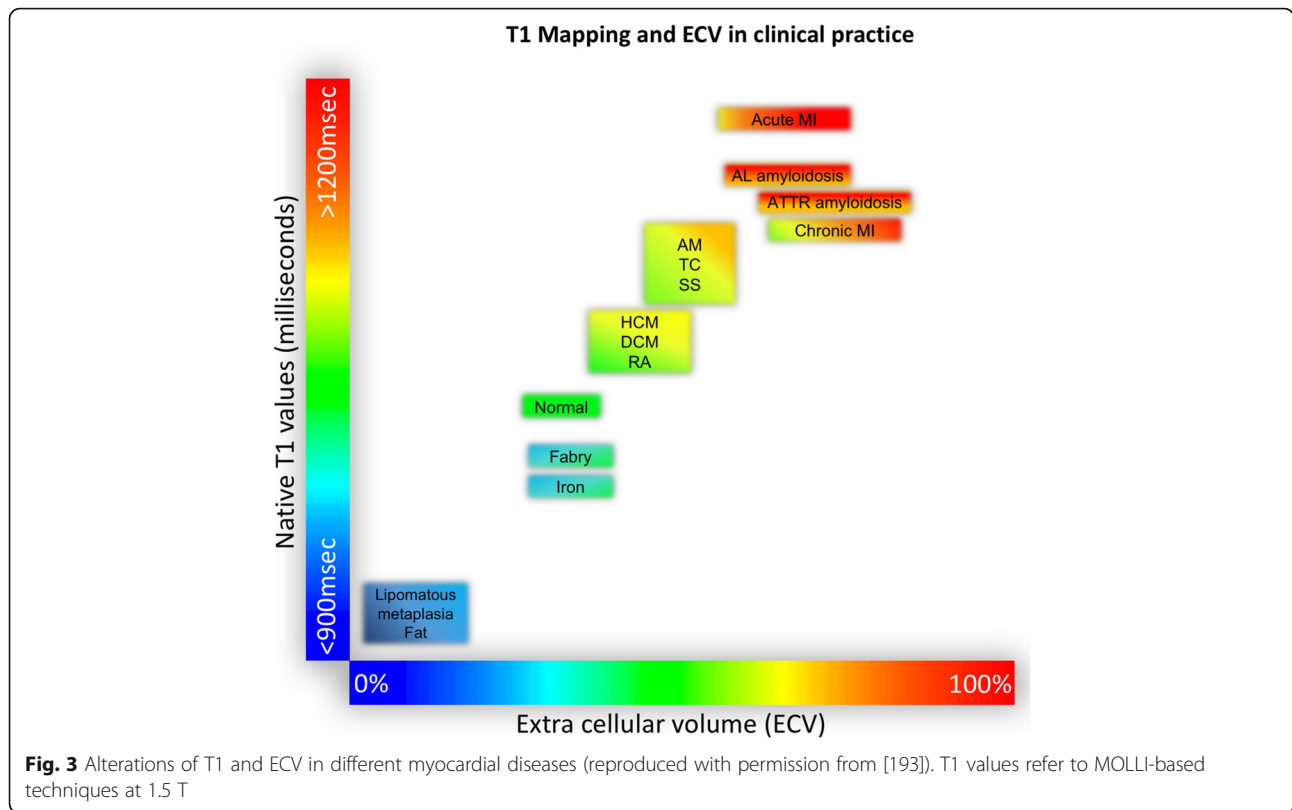 T1 Mapping and ECV in clinical practice
Native T1 values (milliseconds)
>1200msec
<900msec
Acute MI
AL amyloidosis
ATTR amyloidosis
Chronic MI
AM
TC
SS
HCM
DCM
RA
Normal
Fabry
Iron
Lipomatous
metaplasia
Fat
0%
100%
Extra cellular volume (ECV)
Fig. 3 Alterations of T1 and ECV in different myocardial diseases (reproduced with permission from [193]). T1 values refer to MOLLI-based
techniques at 1.5 T